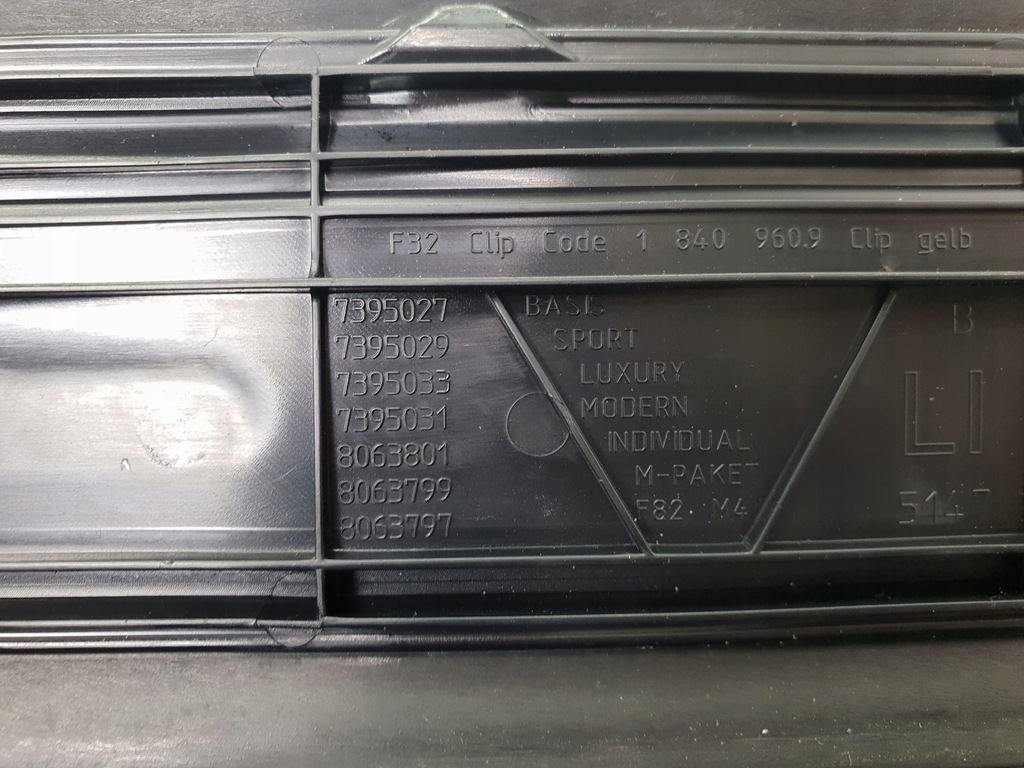 F32 Clip Code 1 840 960.9 Clip gelb
7395027 BASIS B
7395029 SPORT
7395033 LUXURY
7395031 MODERN LI
8063801 INDIVIDUAL
8063799 M-PAKET
8063797 F82 M4 5147